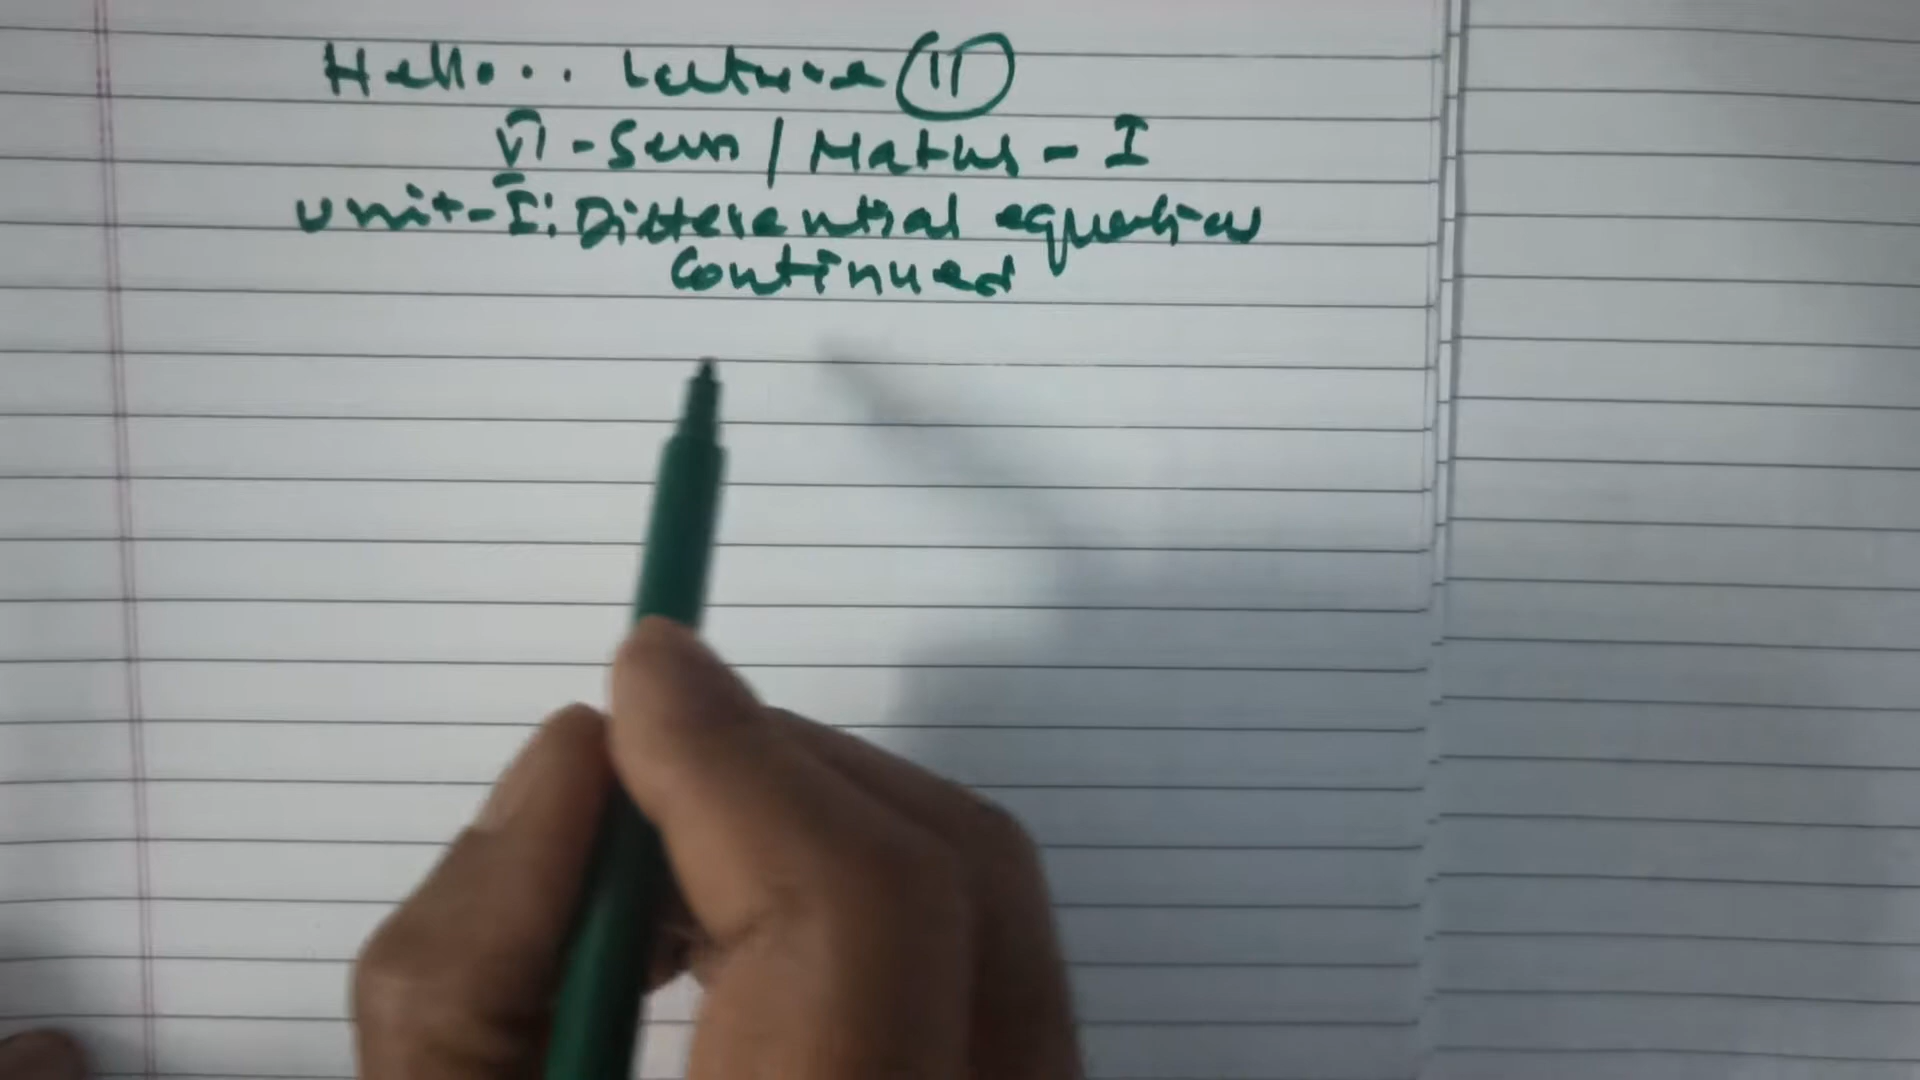 Hello... Lecture 11
VI - Sem / Maths - I
Unit - I: Differential equation
continued